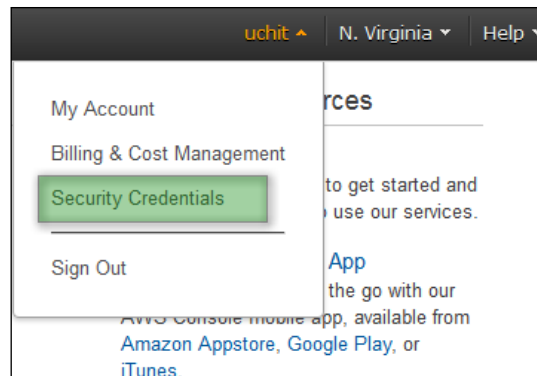 uchit N. Virginia Help
rces
My Account
Billing & Cost Management
to get started and
Security Credentials
use our services.
Sign Out
App
the go with our
AWS Console mobile app, available from
Amazon Appstore, Google Play, or
iTunes